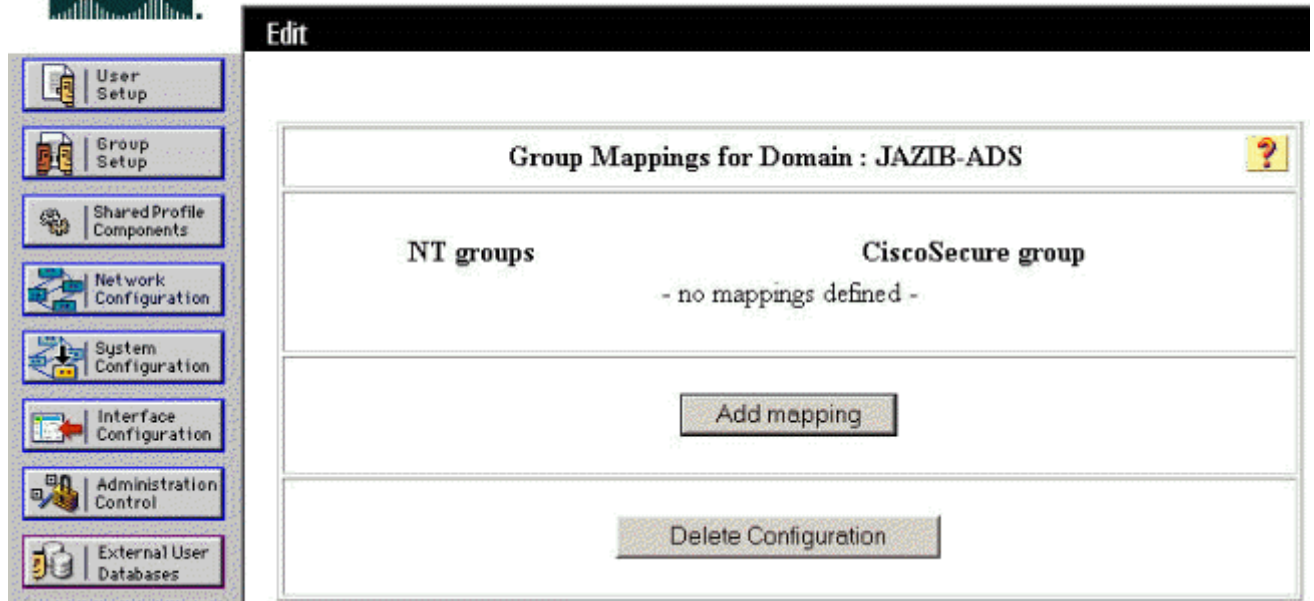 Edit
User
Setup
Group
Setup
Shared Profile
Components
Network
Configuration
System
Configuration
Interface
Configuration
Administration
Control
External User
Databases
Group Mappings for Domain : JAZIB-ADS
?
NT groups CiscoSecure group
- no mappings defined -
Add mapping
Delete Configuration